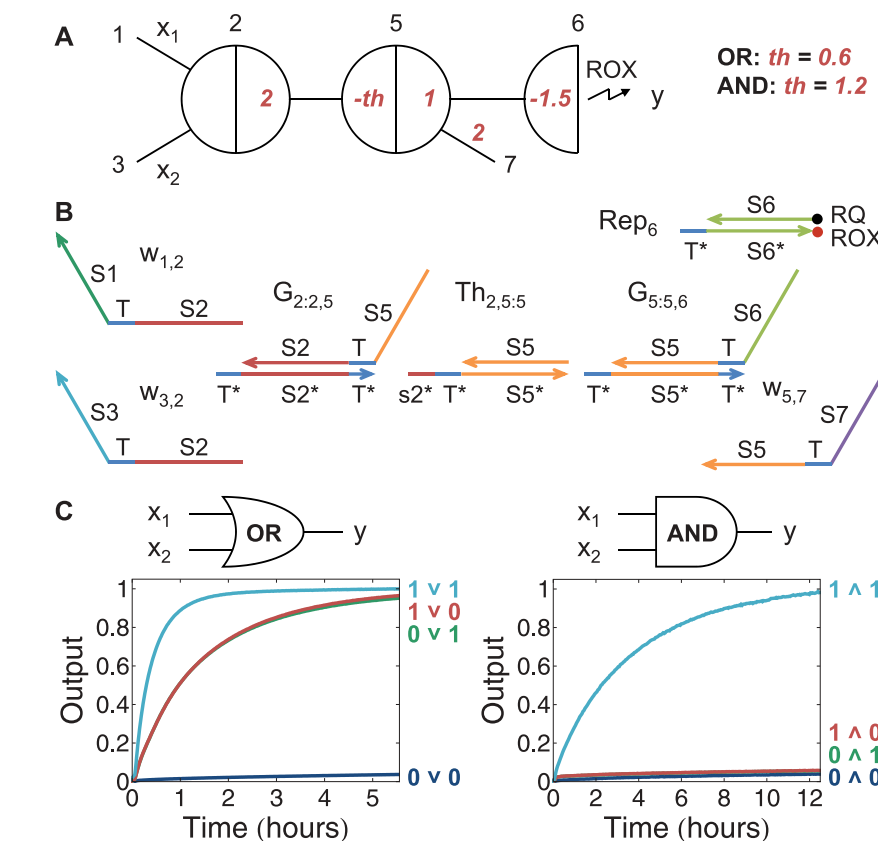 A
1 x1 2 5 6
2 -th 1 -1.5 ROX y
3 x2 2 7
OR: th = 0.6
AND: th = 1.2
B
Rep6 S6 RQ
T* S6* ROX
w1,2
S1 T S2
G2:2,5 S5
S2 T
T* S2* T*
Th2,5:5
S5
s2* T* S5*
G5:5,6 S6
S5 T
T* S5* T*
w3,2
S3 T S2
w5,7 S7
S5 T
C
x1
x2
OR y
x1
x2
AND y
Output
1
0.8
0.6
0.4
0.2
0
0 1 2 3 4 5
Time (hours)
1 ∨ 1
1 ∨ 0
0 ∨ 1
0 ∨ 0
Output
1
0.8
0.6
0.4
0.2
0
0 2 4 6 8 10 12
Time (hours)
1 ∧ 1
1 ∧ 0
0 ∧ 1
0 ∧ 0